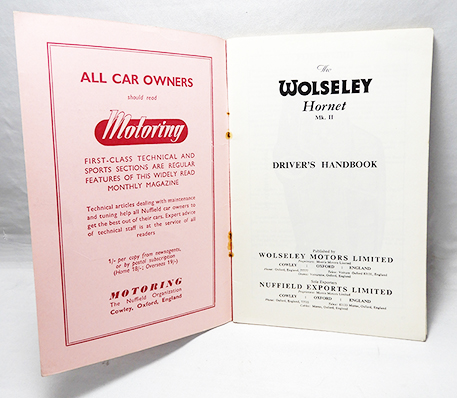 ALL CAR OWNERS
should read
Motoring
FIRST-CLASS TECHNICAL AND
SPORTS SECTIONS ARE REGULAR
FEATURES OF THIS WIDELY READ
MONTHLY MAGAZINE
Technical articles dealing with maintenance
and tuning help all Nuffield car owners to
get the best out of their cars. Expert advice
of technical staff is at the service of all
readers
1/- per copy from newsagents,
or by postal subscription
(Home 18/-; Overseas 19/-)
MOTORING
The Nuffield Organization
Cowley, Oxford, England
The
WOLSELEY
Hornet
Mk. II
DRIVER'S HANDBOOK
Published by
WOLSELEY MOTORS LIMITED
COWLEY : OXFORD : ENGLAND
Sole Exporters
NUFFIELD EXPORTS LIMITED
COWLEY : OXFORD : ENGLAND